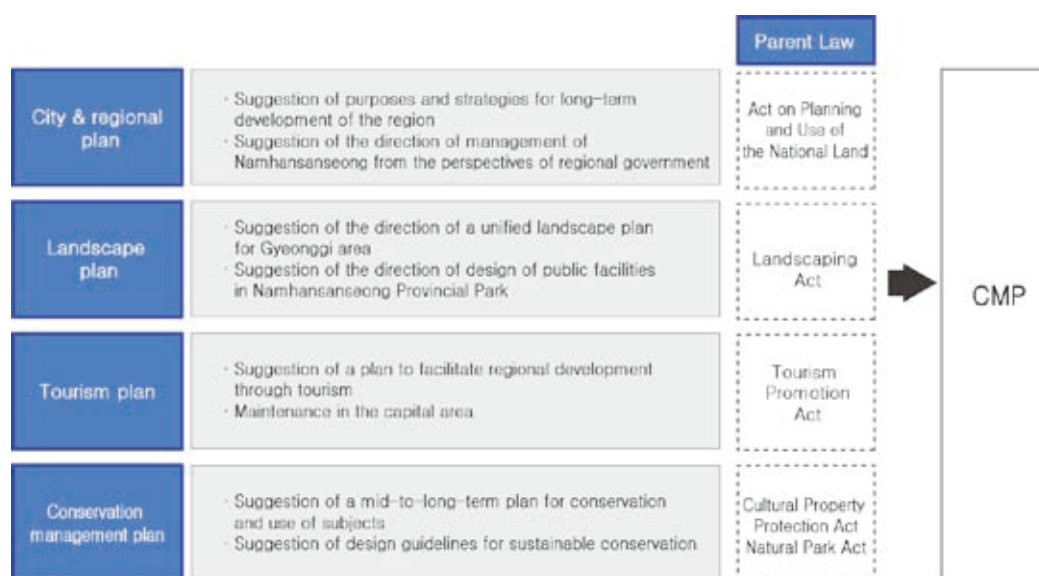 Parent Law
City & regional
plan
· Suggestion of purposes and strategies for long-term
development of the region
· Suggestion of the direction of management of
Namhansanseong from the perspectives of regional government
Act on Planning
and Use of
the National Land
Landscape
plan
· Suggestion of the direction of a unified landscape plan
for Gyeonggi area
· Suggestion of the direction of design of public facilities
in Namhansanseong Provincial Park
Landscaping
Act
CMP
Tourism plan
· Suggestion of a plan to facilitate regional development
through tourism
· Maintenance in the capital area
Tourism
Promotion
Act
Conservation
management plan
· Suggestion of a mid-to-long-term plan for conservation
and use of subjects
· Suggestion of design guidelines for sustainable conservation
Cultural Property
Protection Act
Natural Park Act